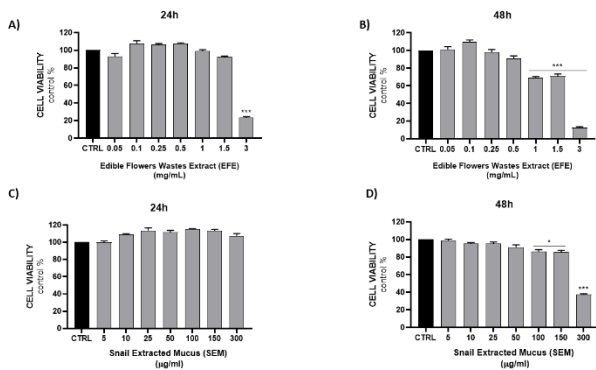 A)
24h
CELL VIABILITY
control %
120
100
80
60
40
20
0
***
CTRL 0.05 0.1 0.25 0.5 1 1.5 3
Edible Flowers Wastes Extract (EFE)
(mg/mL)
B)
48h
CELL VIABILITY
control %
120
100
80
60
40
20
0
***
***
CTRL 0.05 0.1 0.25 0.5 1 1.5 3
Edible Flowers Wastes Extract (EFE)
(mg/mL)
C)
24h
CELL VIABILITY
control %
120
100
80
60
40
20
0
CTRL 5 10 25 50 100 150 300
Snail Extracted Mucus (SEM)
(µg/ml)
D)
48h
CELL VIABILITY
control %
120
100
80
60
40
20
0
*
***
CTRL 5 10 25 50 100 150 300
Snail Extracted Mucus (SEM)
(µg/ml)